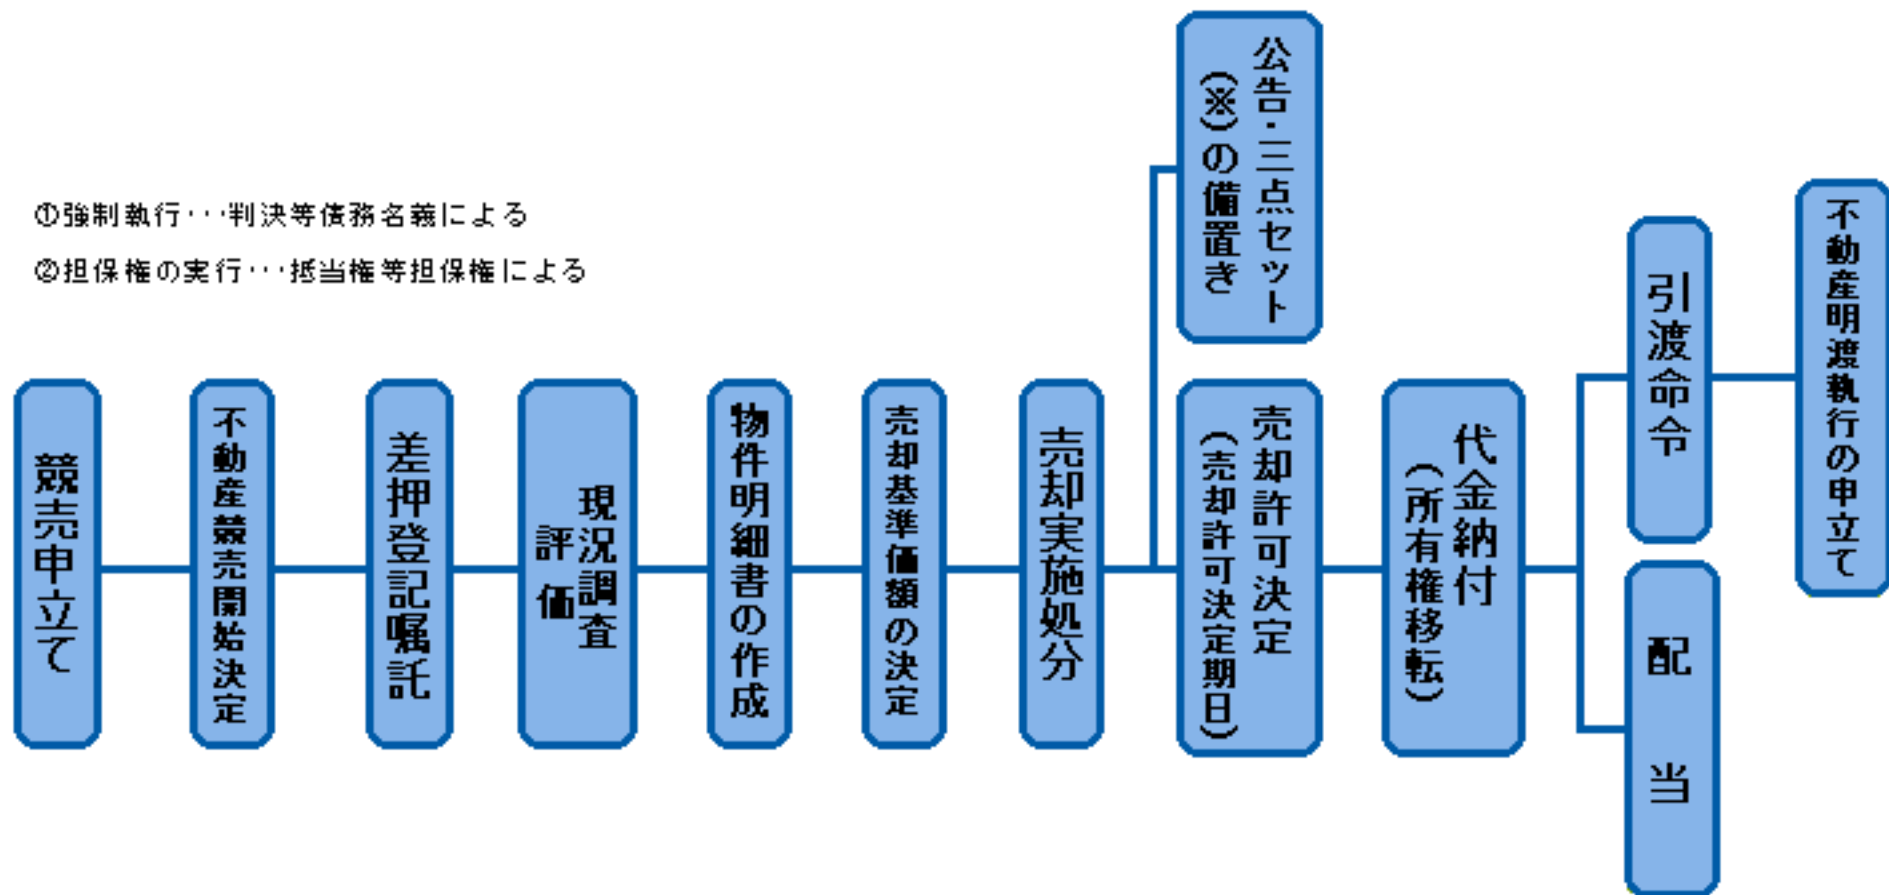 ①強制執行･･･判決等債務名義による
②担保権の実行･･･抵当権等担保権による
競売申立て
不動産競売開始決定
差押登記嘱託
現況調査
評価
物件明細書の作成
売却基準価額の決定
売却実施処分
公告・三点セット
(※)の備置き
売却許可決定
(売却許可決定期日)
代金納付
(所有権移転)
引渡命令
不動産明渡執行の申立て
配当